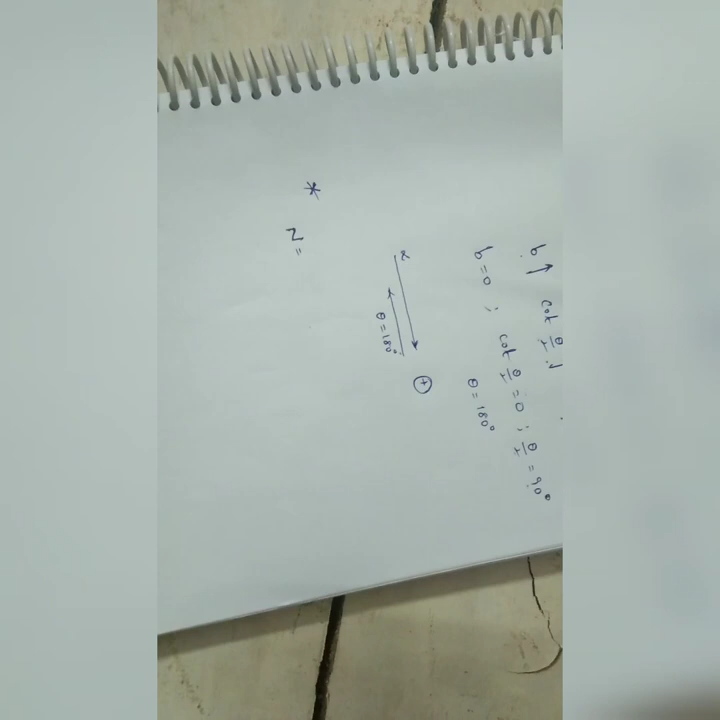 b ↑ cot θ/2 ↓
b = 0 ; cot θ/2 = 0 ; θ/2 = 90°
θ = 180°
α
θ = 180°
+
*
N =